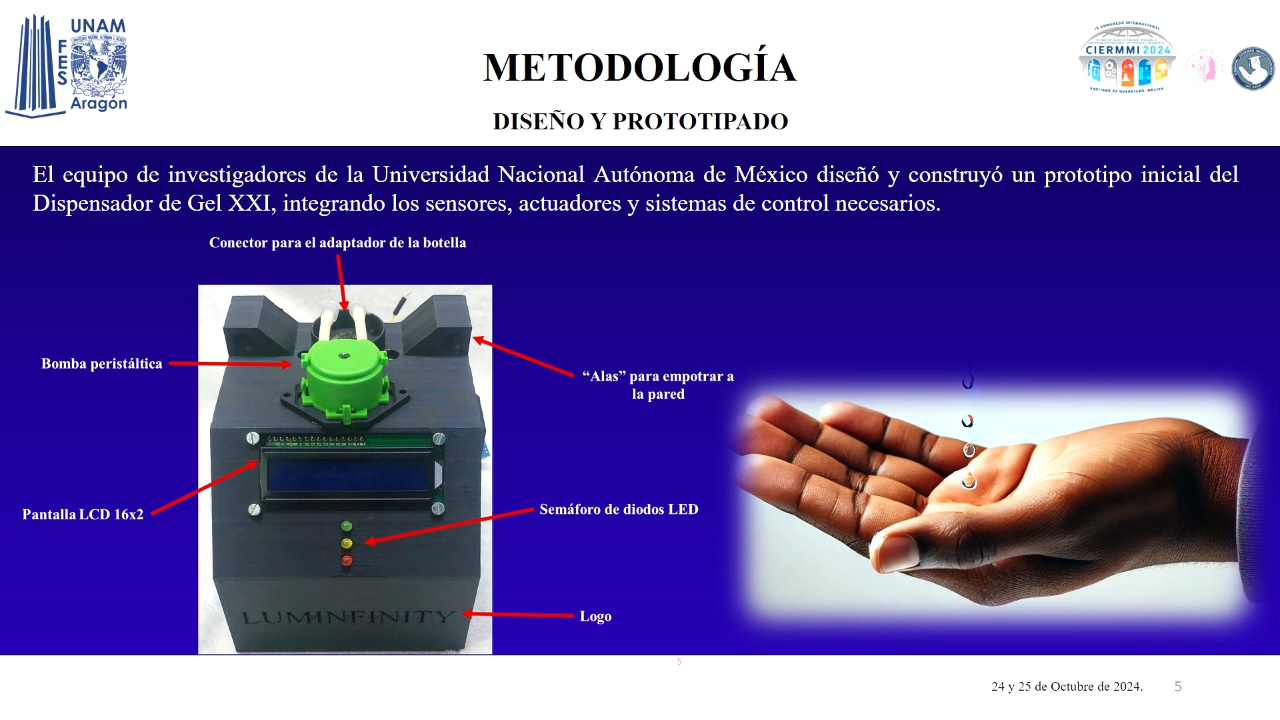 UNAM
FES
Aragón
CIERMMI 2024
METODOLOGÍA
DISEÑO Y PROTOTIPADO
El equipo de investigadores de la Universidad Nacional Autónoma de México diseñó y construyó un prototipo inicial del
Dispensador de Gel XXI, integrando los sensores, actuadores y sistemas de control necesarios.
Conector para el adaptador de la botella
Bomba peristáltica
“Alas” para empotrar a
la pared
Pantalla LCD 16x2
Semáforo de diodos LED
LUMINFINITY
Logo
5
24 y 25 de Octubre de 2024.
5